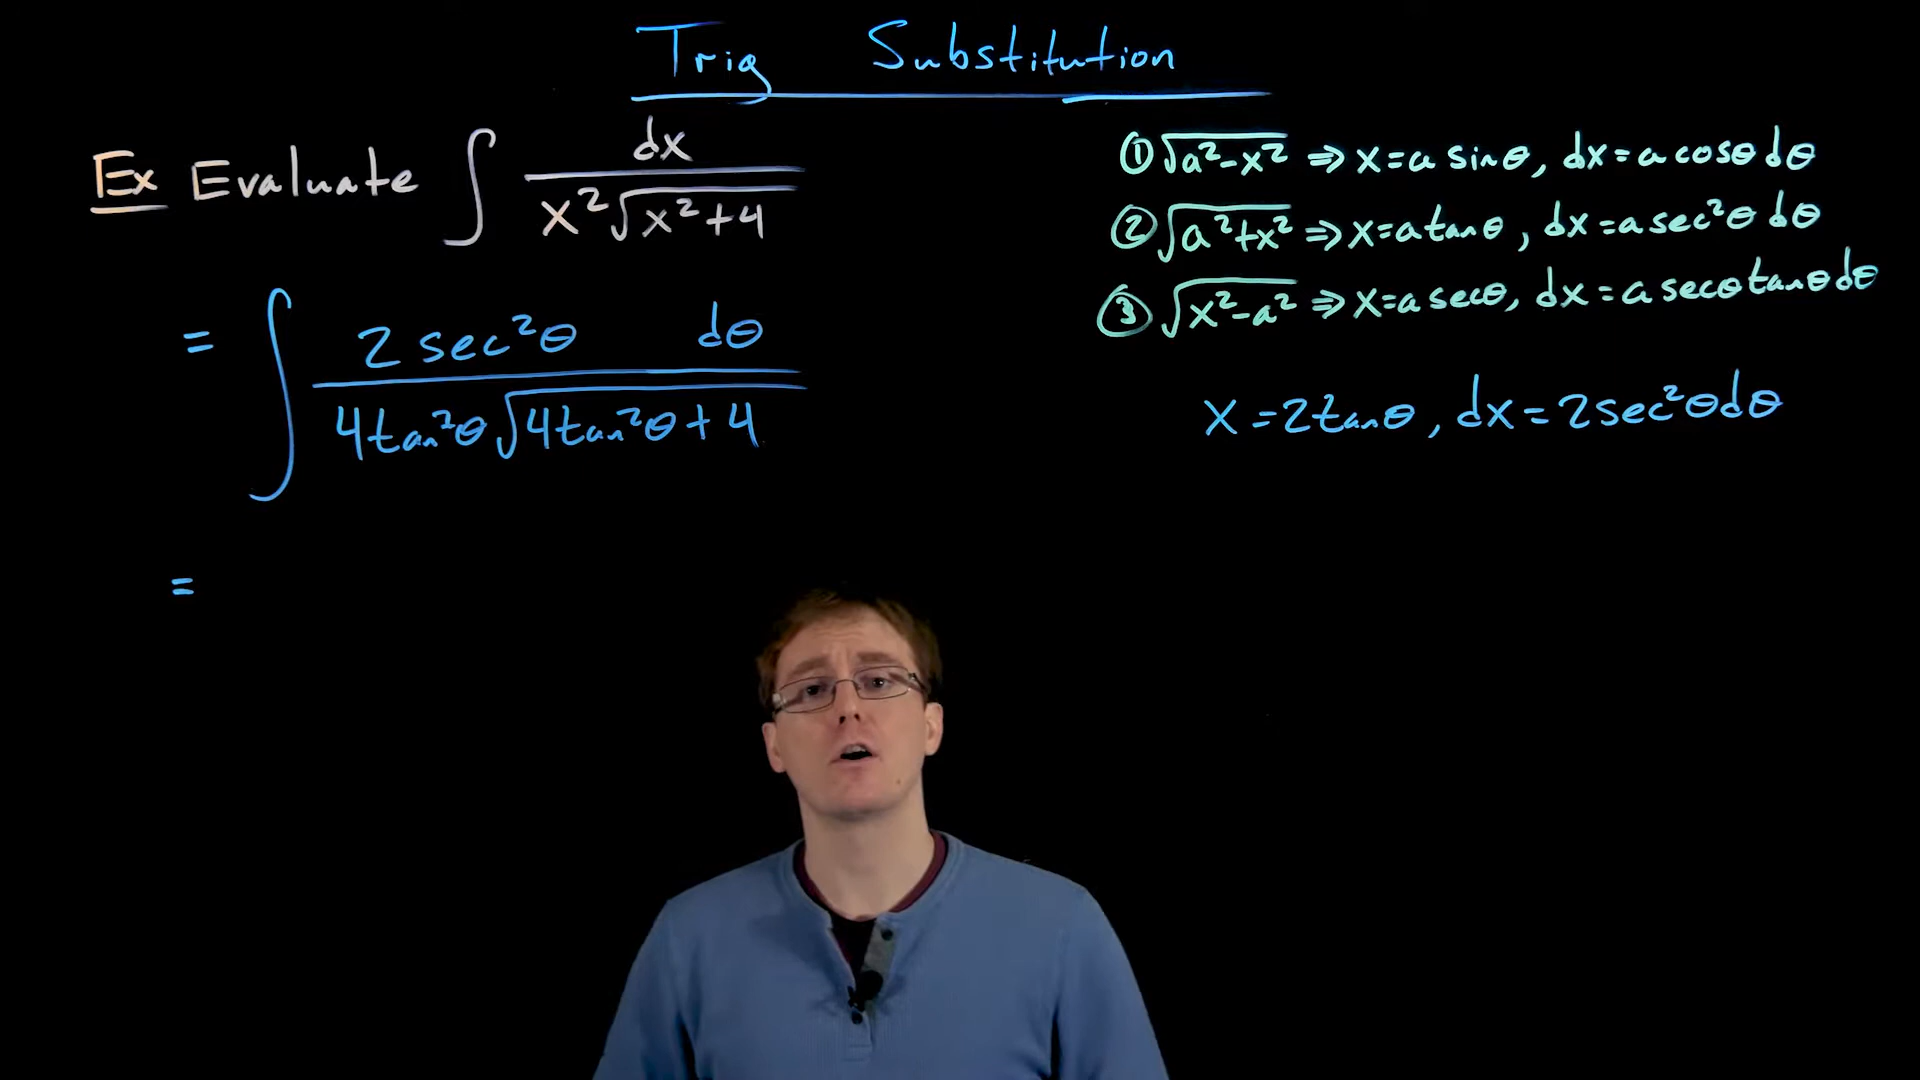 Trig Substitution
Ex Evaluate ∫ dx / (x²√(x²+4))
= ∫ 2 sec²θ dθ / (4tan²θ√(4tan²θ+4))
=
① √(a²-x²) ⇒ x=a sinθ, dx=a cosθ dθ
② √(a²+x²) ⇒ x=a tanθ, dx=a sec²θ dθ
③ √(x²-a²) ⇒ x=a secθ, dx=a secθ tanθ dθ
x=2tanθ, dx=2sec²θdθ